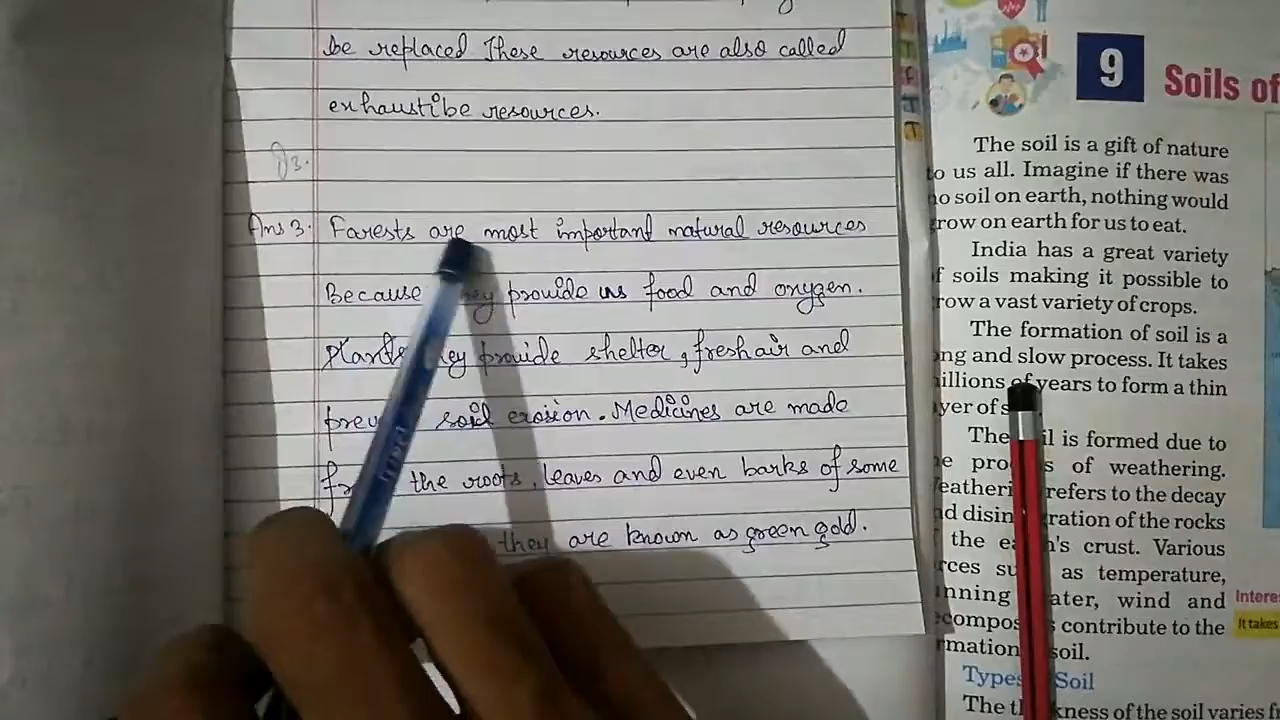 be replaced These resources are also called
exhaustibe resources.
Q3.
Ans 3. Farests are most important natural resources
Because provide us food and oxygen.
Plants provide shelter, fresh air and
soil erosion. Medicines are made
the roots, leaves and even barks of some
they are known as green gold.
9 Soils of
The soil is a gift of nature
to us all. Imagine if there was
no soil on earth, nothing would
row on earth for us to eat.
India has a great variety
f soils making it possible to
row a vast variety of crops.
The formation of soil is a
ng and slow process. It takes
illions of years to form a thin
yer of s
The il is formed due to
e pro s of weathering.
eatheri refers to the decay
nd disin ration of the rocks
the ea h's crust. Various
rces su as temperature,
nning ater, wind and
ecompos s contribute to the
rmation soil.
Interes
It takes
Types Soil
The th kness of the soil varies f